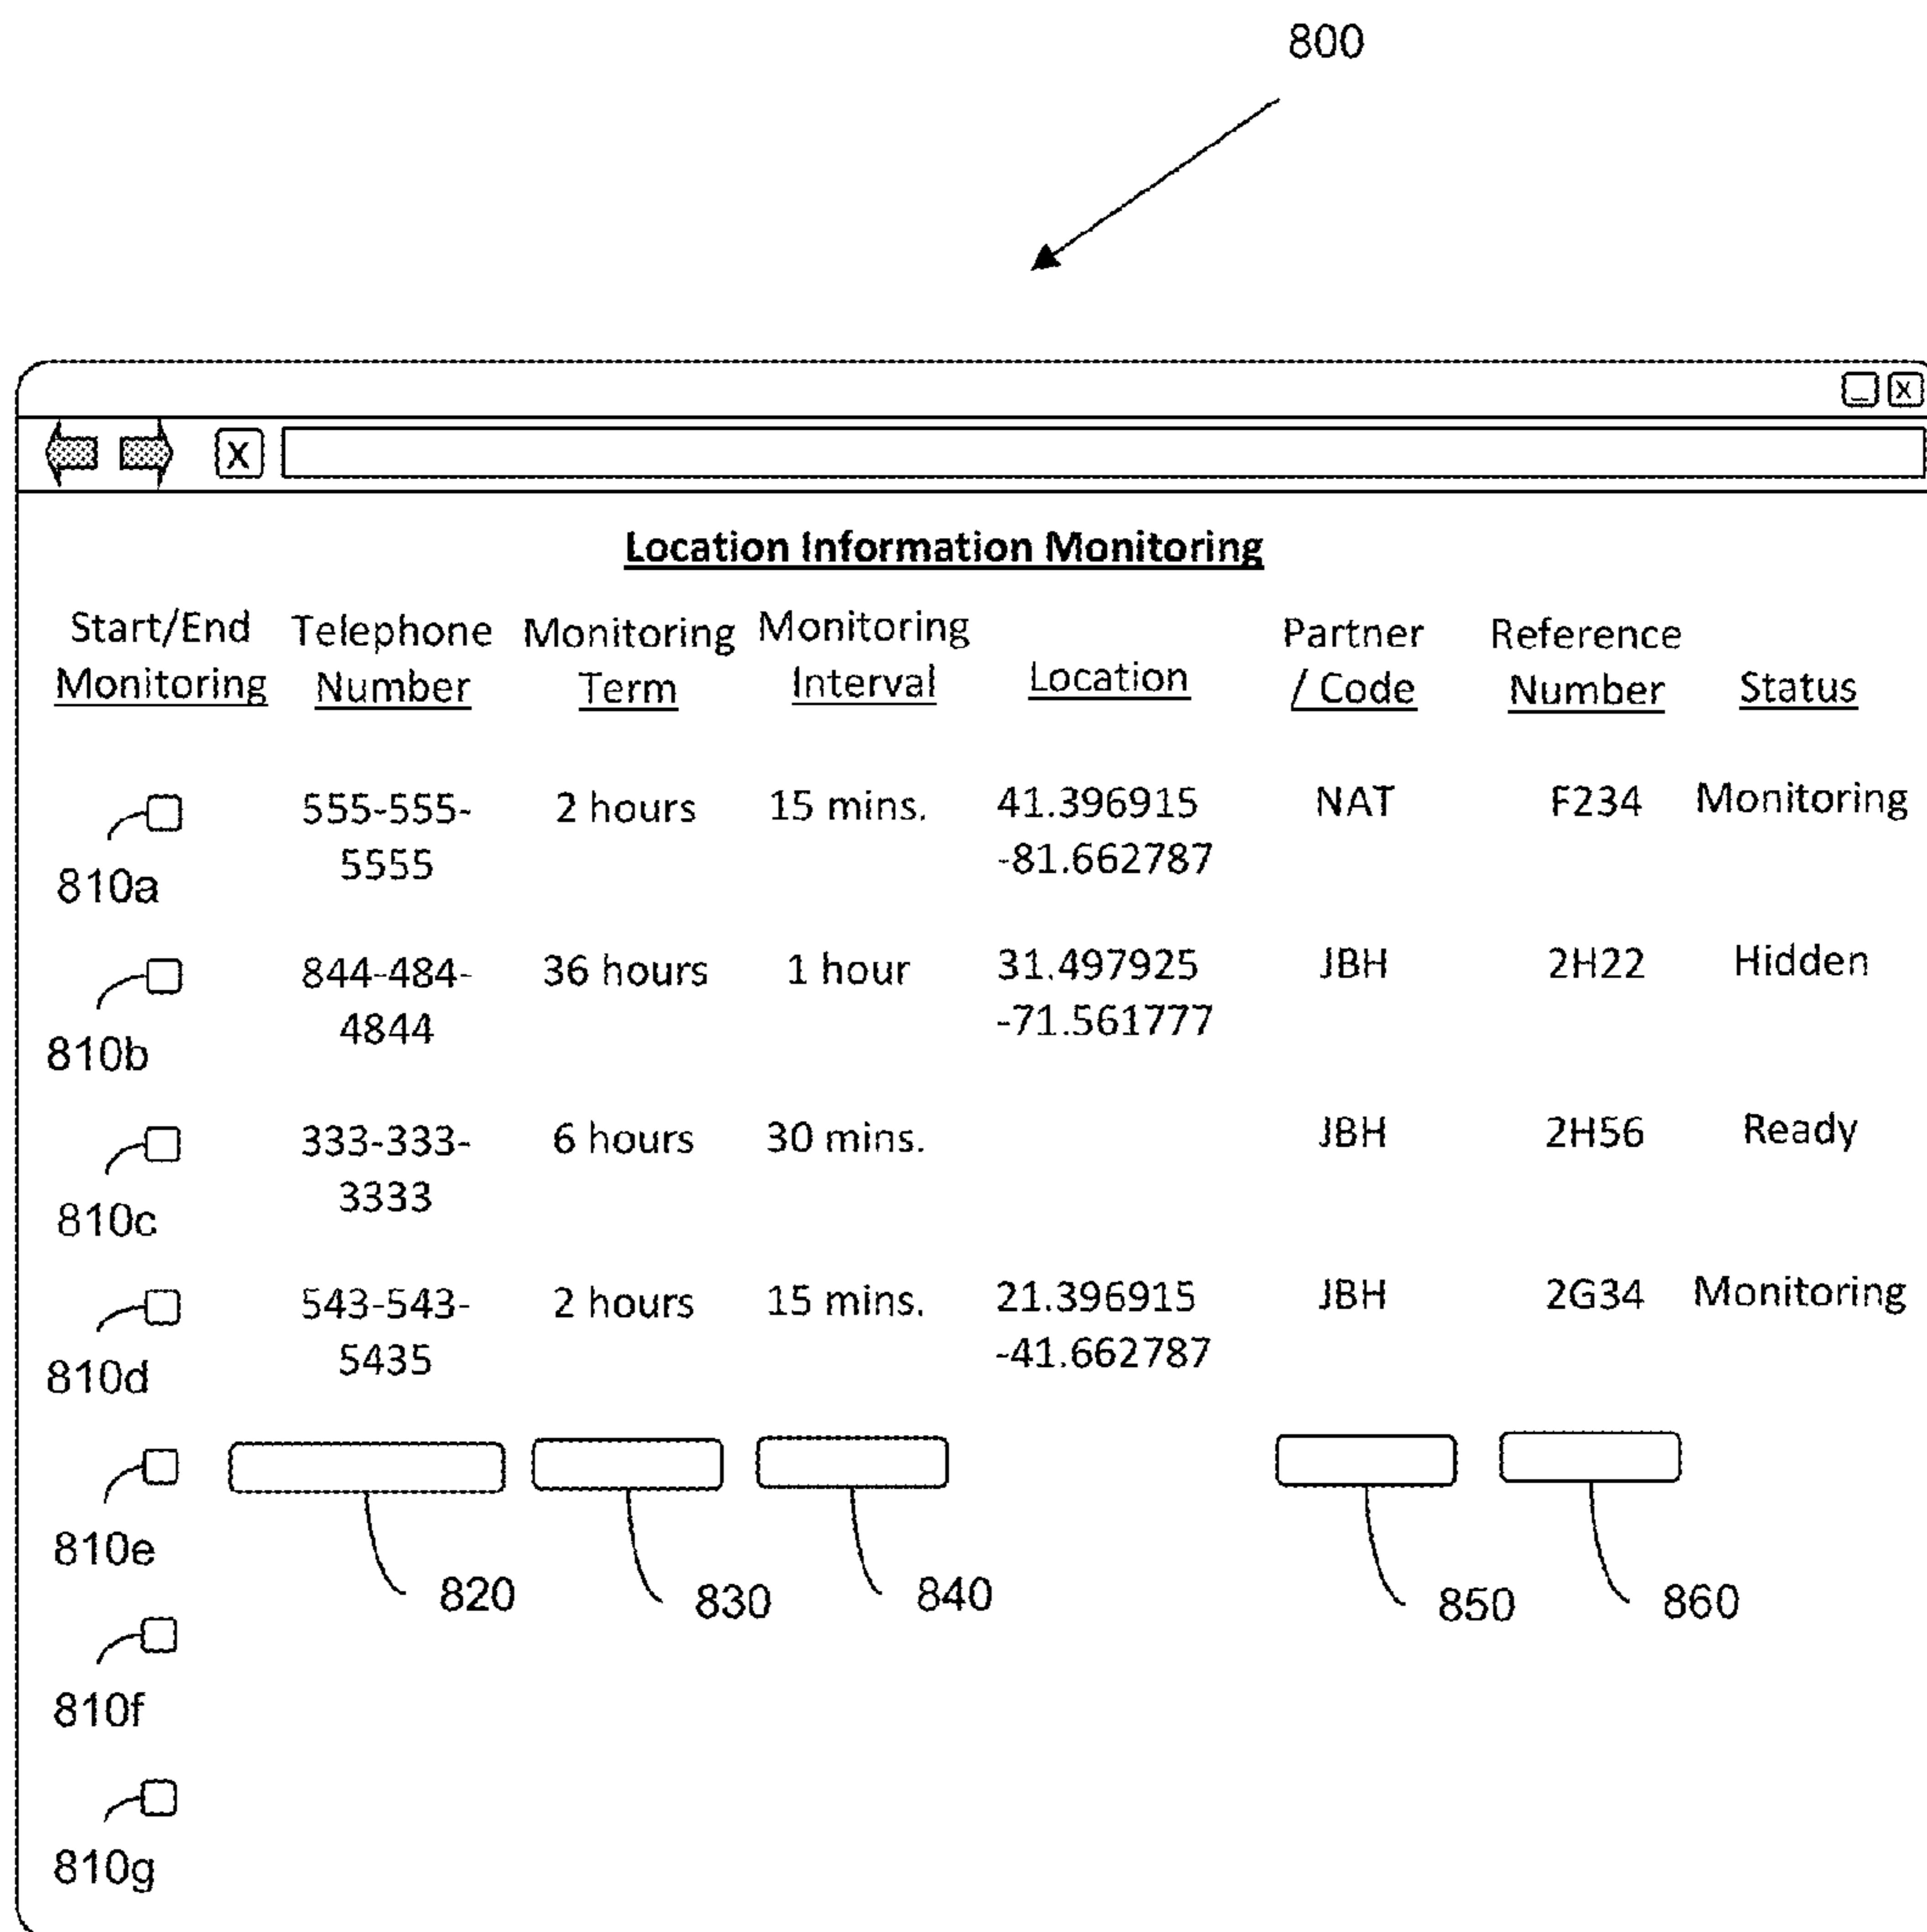 800
_ X
X
Location Information Monitoring
Start/End Telephone Monitoring Monitoring Partner Reference
Monitoring Number Term Interval Location / Code Number Status
555-555- 2 hours 15 mins. 41.396915 NAT F234 Monitoring
810a 5555 -81.662787
844-484- 36 hours 1 hour 31.497925 JBH 2H22 Hidden
810b 4844 -71.561777
333-333- 6 hours 30 mins. JBH 2H56 Ready
810c 3333
543-543- 2 hours 15 mins. 21.396915 JBH 2G34 Monitoring
810d 5435 -41.662787
810e 820 830 840 850 860
810f
810g